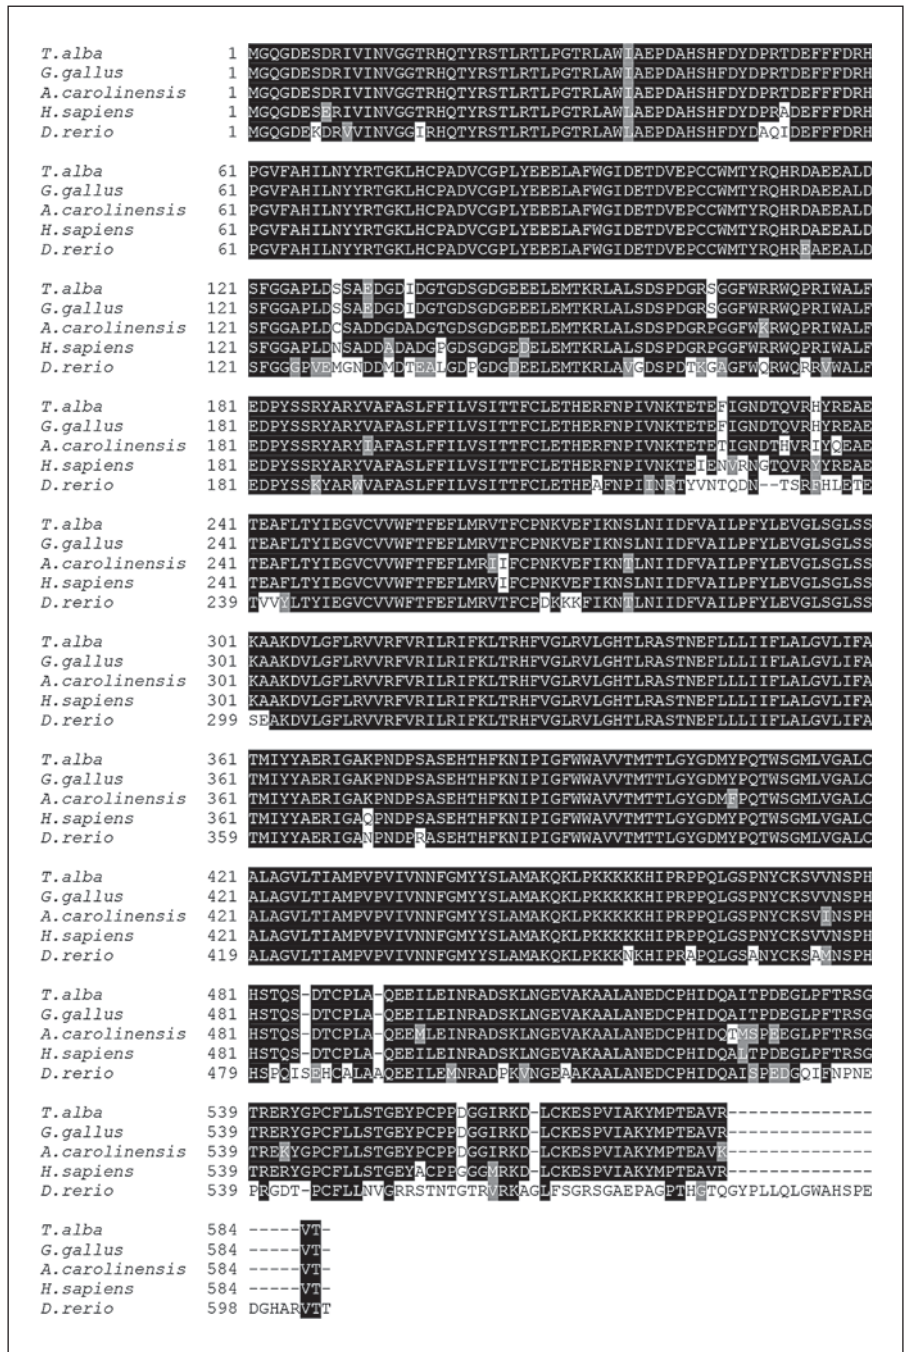 T.alba 1 MGQGDESDRIVINVGGTRHQTYRSTLRTLPGTRLAWIAEPDAHSHFDYDPRTDEFFFDRH
G.gallus 1 MGQGDESDRIVINVGGTRHQTYRSTLRTLPGTRLAWIAEPDAHSHFDYDPRTDEFFFDRH
A.carolinensis 1 MGQGDESDRIVINVGGTRHQTYRSTLRTLPGTRLAWIAEPDAHSHFDYDPRTDEFFFDRH
H.sapiens 1 MGQGDESERIVINVGGTRHQTYRSTLRTLPGTRLAWLAEPDAHSHFDYDPRADEFFFDRH
D.rerio 1 MGQGDEKDRVVINVGGIRHQTYRSTLRTLPGTRLAWLAEPDAHSHFDYDAQIDEFFFDRH
T.alba 61 PGVFAHILNYYRTGKLHCPADVCGPLYEEELAFWGIDETDVEPCCWMTYRQHRDAEEALD
G.gallus 61 PGVFAHILNYYRTGKLHCPADVCGPLYEEELAFWGIDETDVEPCCWMTYRQHRDAEEALD
A.carolinensis 61 PGVFAHILNYYRTGKLHCPADVCGPLYEEELAFWGIDETDVEPCCWMTYRQHRDAEEALD
H.sapiens 61 PGVFAHILNYYRTGKLHCPADVCGPLYEEELAFWGIDETDVEPCCWMTYRQHRDAEEALD
D.rerio 61 PGVFAHILNYYRTGKLHCPADVCGPLYEEELAFWGIDETDVEPCCWMTYRQHREAEEALD
T.alba 121 SFGGAPLDSSAEDGDIDGTGDSGDGEEELEMTKRLALSDSPDGRSGGFWRRWQPRIWALF
G.gallus 121 SFGGAPLDSSAEDGDIDGTGDSGDGEEELEMTKRLALSDSPDGRSGGFWRRWQPRIWALF
A.carolinensis 121 SFGGAPLDCSADDGDADGTGDSGDGEEELEMTKRLALSDSPDGRPGGFWKRWQPRIWALF
H.sapiens 121 SFGGAPLDNSADDADADGPGDSGDGEDELEMTKRLALSDSPDGRPGGFWRRWQPRIWALF
D.rerio 121 SFGGGPVEMGNDDMDTEALGDPGDGDEELEMTKRLAVGDSPDTKGAGFWQRWQRRVWALF
T.alba 181 EDPYSSRYARYVAFASLFFILVSITTFCLETHERFNPIVNKTETEFIGNDTQVRHYREAE
G.gallus 181 EDPYSSRYARYVAFASLFFILVSITTFCLETHERFNPIVNKTETEFIGNDTQVRHYREAE
A.carolinensis 181 EDPYSSRYARYIAFASLFFILVSITTFCLETHERFNPIVNKTETETIGNDTHVRIYQEAE
H.sapiens 181 EDPYSSRYARYVAFASLFFILVSITTFCLETHERFNPIVNKTEIENVRNGTQVRYYREAE
D.rerio 181 EDPYSSKYARWVAFASLFFILVSITTFCLETHEAFNPIINRTYVNTQDN--TSRFHLETE
T.alba 241 TEAFLTYIEGVCVVWFTFEFLMRVTFCPNKVEFIKNSLNIIDFVAILPFYLEVGLSGLSS
G.gallus 241 TEAFLTYIEGVCVVWFTFEFLMRVTFCPNKVEFIKNSLNIIDFVAILPFYLEVGLSGLSS
A.carolinensis 241 TEAFLTYIEGVCVVWFTFEFLMRIIFCPNKVEFIKNTLNIIDFVAILPFYLEVGLSGLSS
H.sapiens 241 TEAFLTYIEGVCVVWFTFEFLMRVIFCPNKVEFIKNSLNIIDFVAILPFYLEVGLSGLSS
D.rerio 239 TVVYLTYIEGVCVVWFTFEFLMRVTFCPDKKKFIKNTLNIIDFVAILPFYLEVGLSGLSS
T.alba 301 KAAKDVLGFLRVVRFVRILRIFKLTRHFVGLRVLGHTLRASTNEFLLLIIFLALGVLIFA
G.gallus 301 KAAKDVLGFLRVVRFVRILRIFKLTRHFVGLRVLGHTLRASTNEFLLLIIFLALGVLIFA
A.carolinensis 301 KAAKDVLGFLRVVRFVRILRIFKLTRHFVGLRVLGHTLRASTNEFLLLIIFLALGVLIFA
H.sapiens 301 KAAKDVLGFLRVVRFVRILRIFKLTRHFVGLRVLGHTLRASTNEFLLLIIFLALGVLIFA
D.rerio 299 SEAKDVLGFLRVVRFVRILRIFKLTRHFVGLRVLGHTLRASTNEFLLLIIFLALGVLIFA
T.alba 361 TMIYYAERIGAKPNDPSASEHTHFKNIPIGFWWAVVTMTTLGYGDMYPQTWSGMLVGALC
G.gallus 361 TMIYYAERIGAKPNDPSASEHTHFKNIPIGFWWAVVTMTTLGYGDMYPQTWSGMLVGALC
A.carolinensis 361 TMIYYAERIGAKPNDPSASEHTHFKNIPIGFWWAVVTMTTLGYGDMFPQTWSGMLVGALC
H.sapiens 361 TMIYYAERIGAQPNDPSASEHTHFKNIPIGFWWAVVTMTTLGYGDMYPQTWSGMLVGALC
D.rerio 359 TMIYYAERIGANPNDPRASEHTHFKNIPIGFWWAVVTMTTLGYGDMYPQTWSGMLVGALC
T.alba 421 ALAGVLTIAMPVPVIVNNFGMYYSLAMAKQKLPKKKKKHIPRPPQLGSPNYCKSVVNSPH
G.gallus 421 ALAGVLTIAMPVPVIVNNFGMYYSLAMAKQKLPKKKKKHIPRPPQLGSPNYCKSVVNSPH
A.carolinensis 421 ALAGVLTIAMPVPVIVNNFGMYYSLAMAKQKLPKKKKKHIPRPPQLGSPNYCKSVINSPH
H.sapiens 421 ALAGVLTIAMPVPVIVNNFGMYYSLAMAKQKLPKKKKKHIPRPPQLGSPNYCKSVVNSPH
D.rerio 419 ALAGVLTIAMPVPVIVNNFGMYYSLAMAKQKLPKKKNKHIPRAPQLGSANYCKSAMNSPH
T.alba 481 HSTQS-DTCPLA-QEEILEINRADSKLNGEVAKAALANEDCPHIDQAITPDEGLPFTRSG
G.gallus 481 HSTQS-DTCPLA-QEEILEINRADSKLNGEVAKAALANEDCPHIDQAITPDEGLPFTRSG
A.carolinensis 481 HSTQS-DTCPLA-QEEMLEINRADSKLNGEVAKAALANEDCPHIDQTMSPEEGLPFTRSG
H.sapiens 481 HSTQS-DTCPLA-QEEILEINRADSKLNGEVAKAALANEDCPHIDQALTPDEGLPFTRSG
D.rerio 479 HSPQISEHCALAAQEEILEMNRADPKVNGEAAKAALANEDCPHIDQAISPEDGQIFNPNE
T.alba 539 TRERYGPCFLLSTGEYPCPPDGGIRKD-LCKESPVIAKYMPTEAVR--------------
G.gallus 539 TRERYGPCFLLSTGEYPCPPDGGIRKD-LCKESPVIAKYMPTEAVR--------------
A.carolinensis 539 TREKYGPCFLLSTGEYPCPPDGGIRKD-LCKESPVIAKYMPTEAVK--------------
H.sapiens 539 TRERYGPCFLLSTGEYACPPGGGMRKD-LCKESPVIAKYMPTEAVR--------------
D.rerio 539 PRGDT-PCFLLNVGRRSTNTGTRVRKAGLFSGRSGAEPAGPTHGTQGYPLLQLGWAHSPE
T.alba 584 -----VT-
G.gallus 584 -----VT-
A.carolinensis 584 -----VT-
H.sapiens 584 -----VT-
D.rerio 598 DGHARVTT